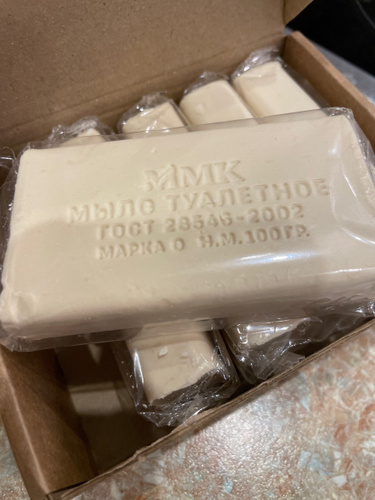 ММК
МЫЛО ТУАЛЕТНОЕ
ГОСТ 28546-2002
МАРКА О Н.М.100ГР.